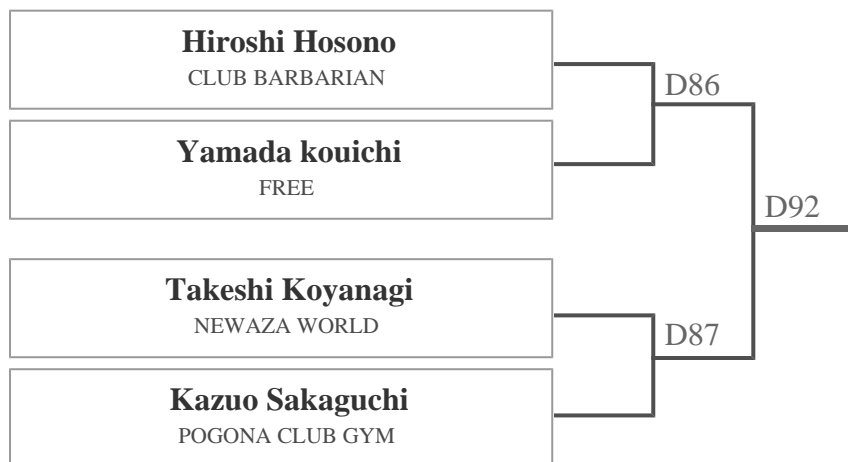 Hiroshi Hosono
CLUB BARBARIAN
D86
Yamada kouichi
FREE
D92
Takeshi Koyanagi
NEWAZA WORLD
D87
Kazuo Sakaguchi
POGONA CLUB GYM